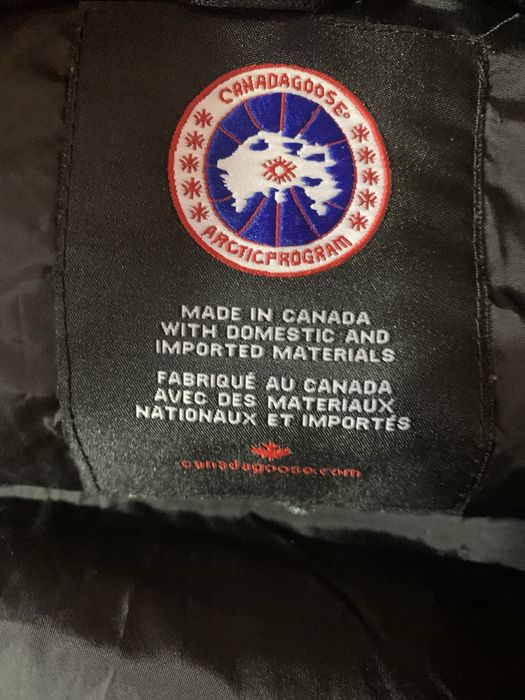 CANADAGOOSE®
ARCTICPROGRAM
MADE IN CANADA
WITH DOMESTIC AND
IMPORTED MATERIALS
FABRIQUÉ AU CANADA
AVEC DES MATERIAUX
NATIONAUX ET IMPORTÉS
canadagoose.com